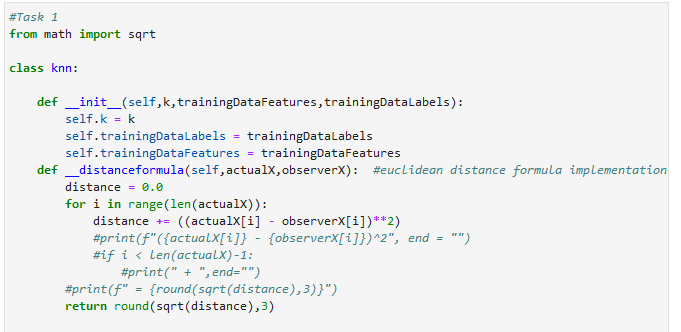 #Task 1
from math import sqrt

class knn:

    def __init__(self,k,trainingDataFeatures,trainingDataLabels):
        self.k = k
        self.trainingDataLabels = trainingDataLabels
        self.trainingDataFeatures = trainingDataFeatures
    def __distanceformula(self,actualX,observerX):  #euclidean distance formula implementation
        distance = 0.0
        for i in range(len(actualX)):
            distance += ((actualX[i] - observerX[i])**2)
            #print(f"({actualX[i]} - {observerX[i]})^2", end = "")
            #if i < len(actualX)-1:
                #print(" + ",end="")
        #print(f" = {round(sqrt(distance),3)}")
        return round(sqrt(distance),3)